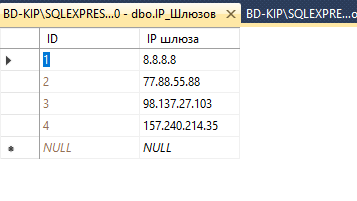 BD-KIP\SQLEXPRES...0 - dbo.IP_Шлюзов
BD-KIP\SQLEXPRE...o
ID IP шлюза
1 8.8.8.8
2 77.88.55.88
3 98.137.27.103
4 157.240.214.35
NULL NULL